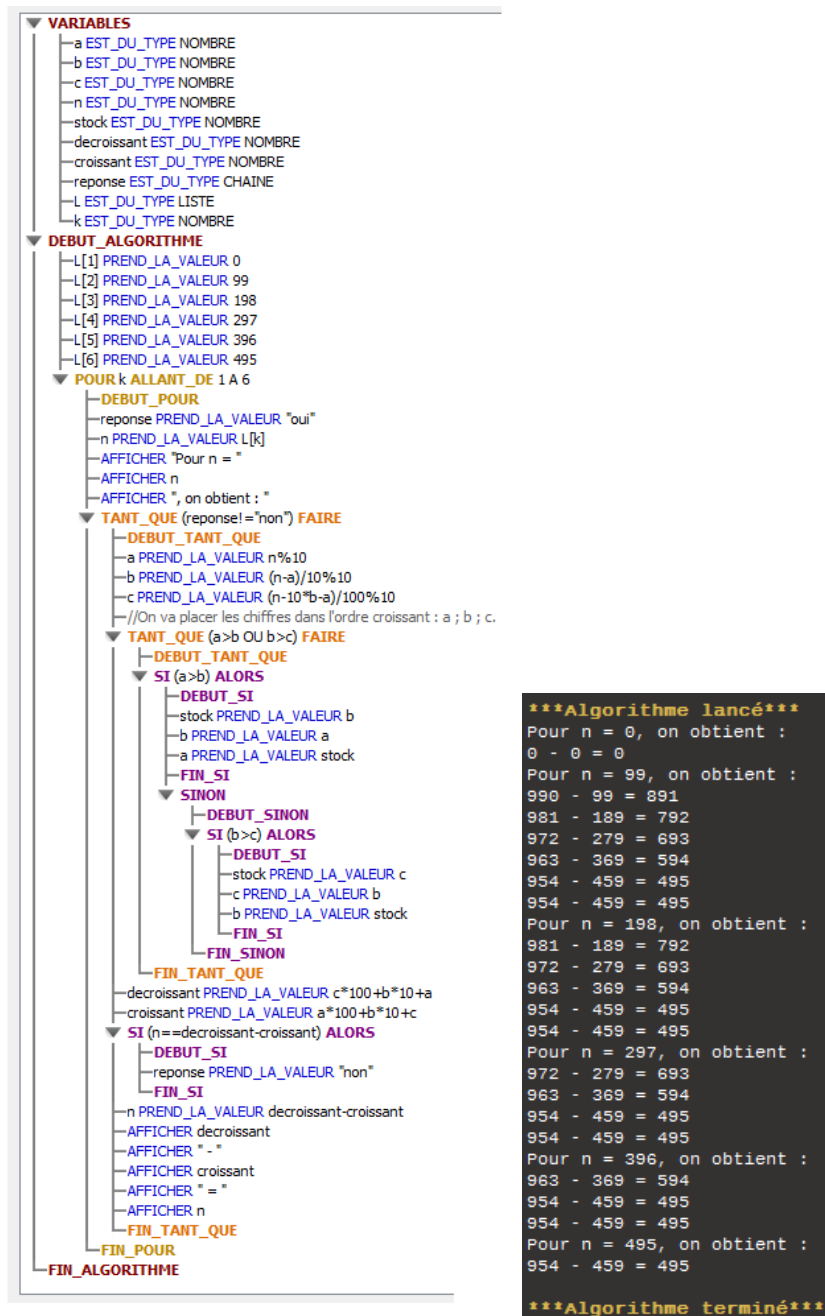 VARIABLES
a EST_DU_TYPE NOMBRE
b EST_DU_TYPE NOMBRE
c EST_DU_TYPE NOMBRE
n EST_DU_TYPE NOMBRE
stock EST_DU_TYPE NOMBRE
decroissant EST_DU_TYPE NOMBRE
croissant EST_DU_TYPE NOMBRE
reponse EST_DU_TYPE CHAINE
L EST_DU_TYPE LISTE
k EST_DU_TYPE NOMBRE
DEBUT_ALGORITHME
L[1] PREND_LA_VALEUR 0
L[2] PREND_LA_VALEUR 99
L[3] PREND_LA_VALEUR 198
L[4] PREND_LA_VALEUR 297
L[5] PREND_LA_VALEUR 396
L[6] PREND_LA_VALEUR 495
POUR k ALLANT_DE 1 A 6
DEBUT_POUR
reponse PREND_LA_VALEUR "oui"
n PREND_LA_VALEUR L[k]
AFFICHER "Pour n = "
AFFICHER n
AFFICHER ", on obtient : "
TANT_QUE (reponse!="non") FAIRE
DEBUT_TANT_QUE
a PREND_LA_VALEUR n%10
b PREND_LA_VALEUR (n-a)/10%10
c PREND_LA_VALEUR (n-10*b-a)/100%10
//On va placer les chiffres dans l'ordre croissant : a ; b ; c.
TANT_QUE (a>b OU b>c) FAIRE
DEBUT_TANT_QUE
SI (a>b) ALORS
DEBUT_SI
stock PREND_LA_VALEUR b
b PREND_LA_VALEUR a
a PREND_LA_VALEUR stock
FIN_SI
SINON
DEBUT_SINON
SI (b>c) ALORS
DEBUT_SI
stock PREND_LA_VALEUR c
c PREND_LA_VALEUR b
b PREND_LA_VALEUR stock
FIN_SI
FIN_SINON
FIN_TANT_QUE
decroissant PREND_LA_VALEUR c*100+b*10+a
croissant PREND_LA_VALEUR a*100+b*10+c
SI (n==decroissant-croissant) ALORS
DEBUT_SI
reponse PREND_LA_VALEUR "non"
FIN_SI
n PREND_LA_VALEUR decroissant-croissant
AFFICHER decroissant
AFFICHER " - "
AFFICHER croissant
AFFICHER " = "
AFFICHER n
FIN_TANT_QUE
FIN_POUR
FIN_ALGORITHME
***Algorithme lancé***
Pour n = 0, on obtient :
0 - 0 = 0
Pour n = 99, on obtient :
990 - 99 = 891
981 - 189 = 792
972 - 279 = 693
963 - 369 = 594
954 - 459 = 495
954 - 459 = 495
Pour n = 198, on obtient :
981 - 189 = 792
972 - 279 = 693
963 - 369 = 594
954 - 459 = 495
954 - 459 = 495
Pour n = 297, on obtient :
972 - 279 = 693
963 - 369 = 594
954 - 459 = 495
954 - 459 = 495
Pour n = 396, on obtient :
963 - 369 = 594
954 - 459 = 495
954 - 459 = 495
Pour n = 495, on obtient :
954 - 459 = 495
***Algorithme terminé***